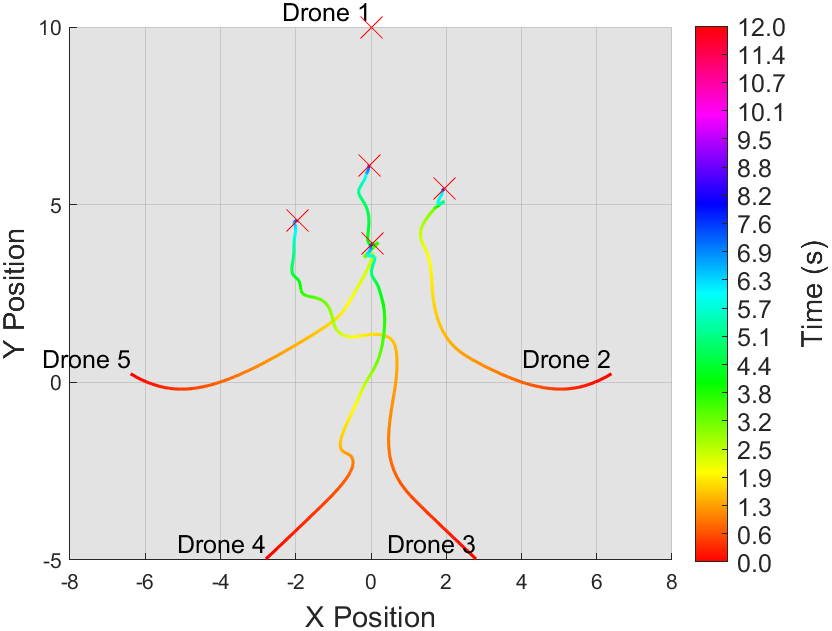 Drone 1
10
5
0
-5
Y Position
Drone 5
Drone 2
Drone 4
Drone 3
-8 -6 -4 -2 0 2 4 6 8
X Position
12.0
11.4
10.7
10.1
9.5
8.8
8.2
7.6
6.9
6.3
5.7
5.1
4.4
3.8
3.2
2.5
1.9
1.3
0.6
0.0
Time (s)